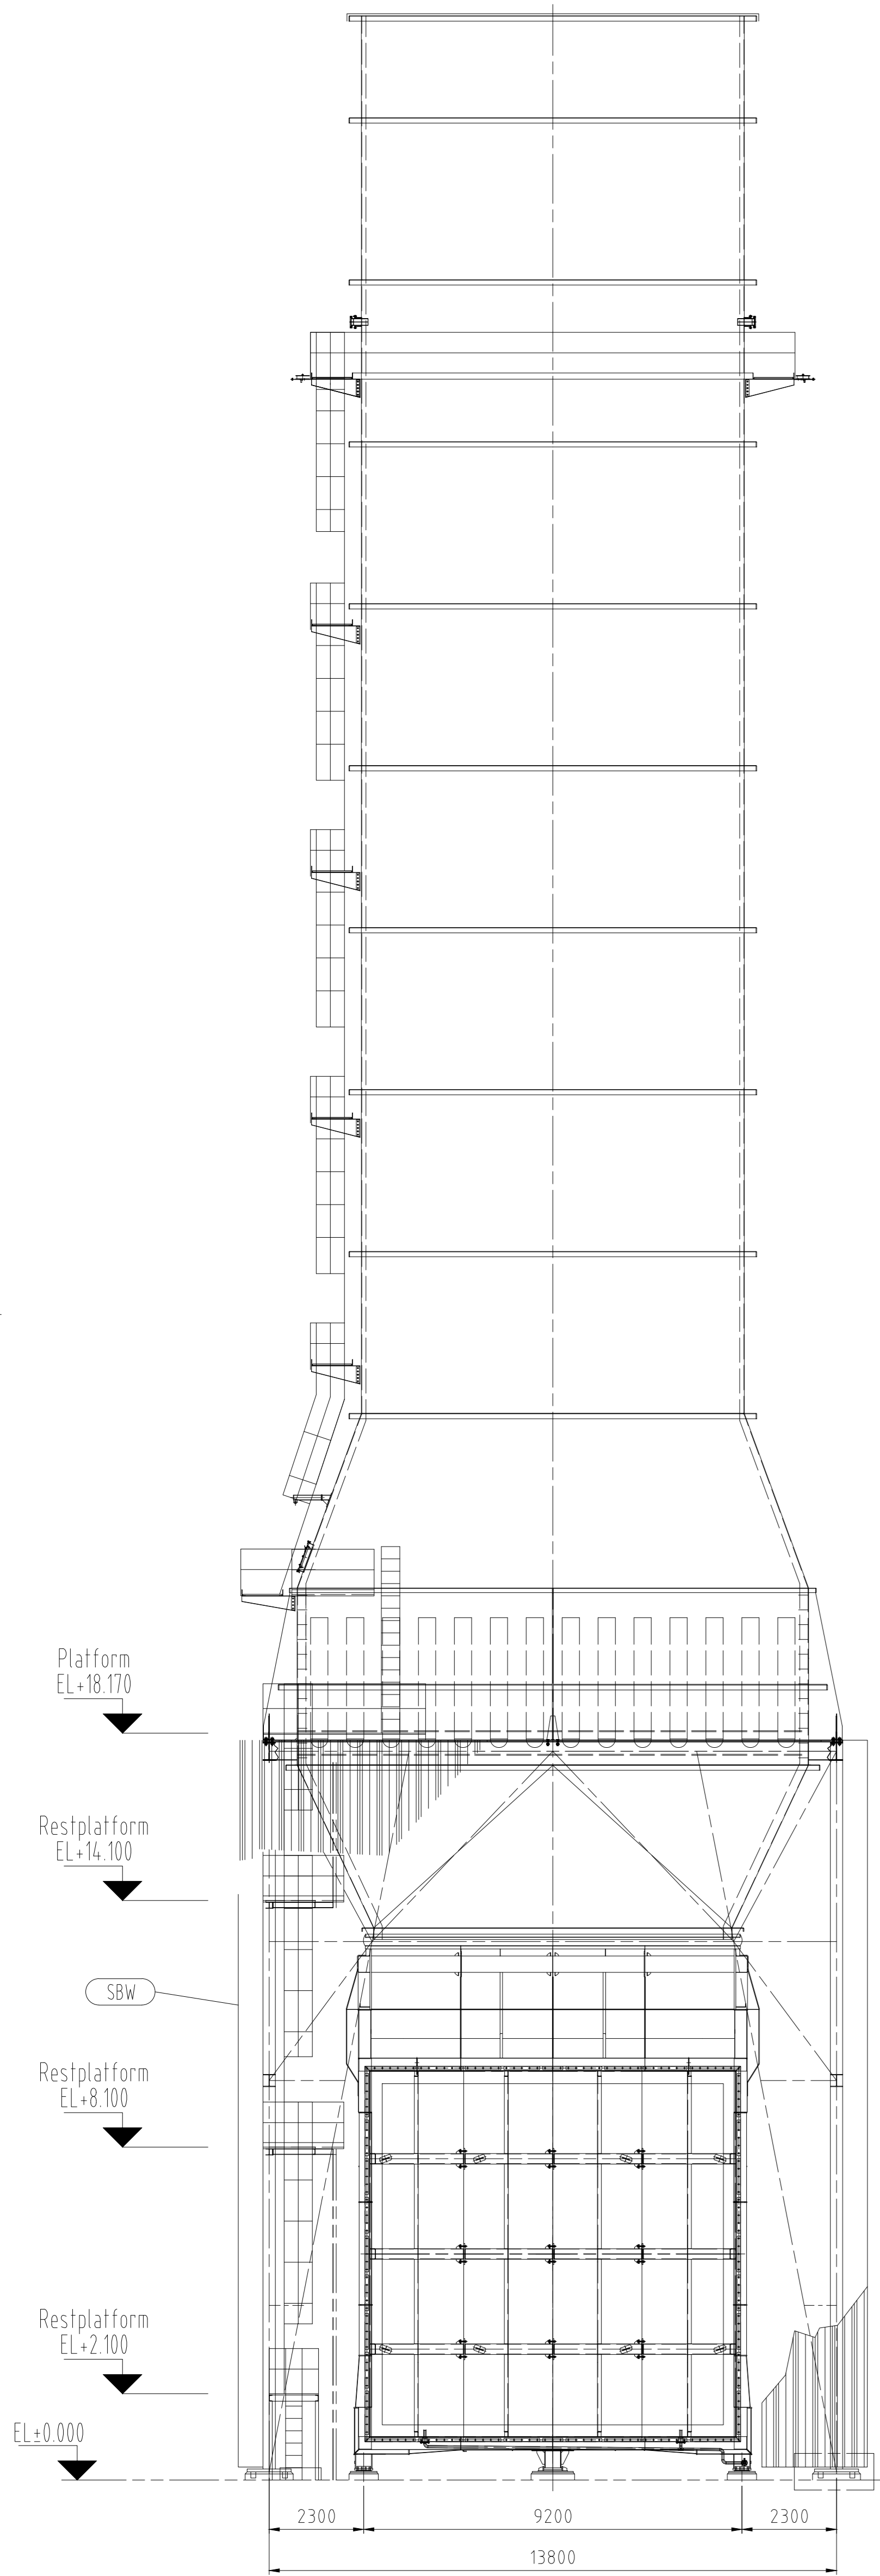 Platform
EL+18.170
Restplatform
EL+14.100
SBW
Restplatform
EL+8.100
Restplatform
EL+2.100
EL±0.000
2300
9200
2300
13800